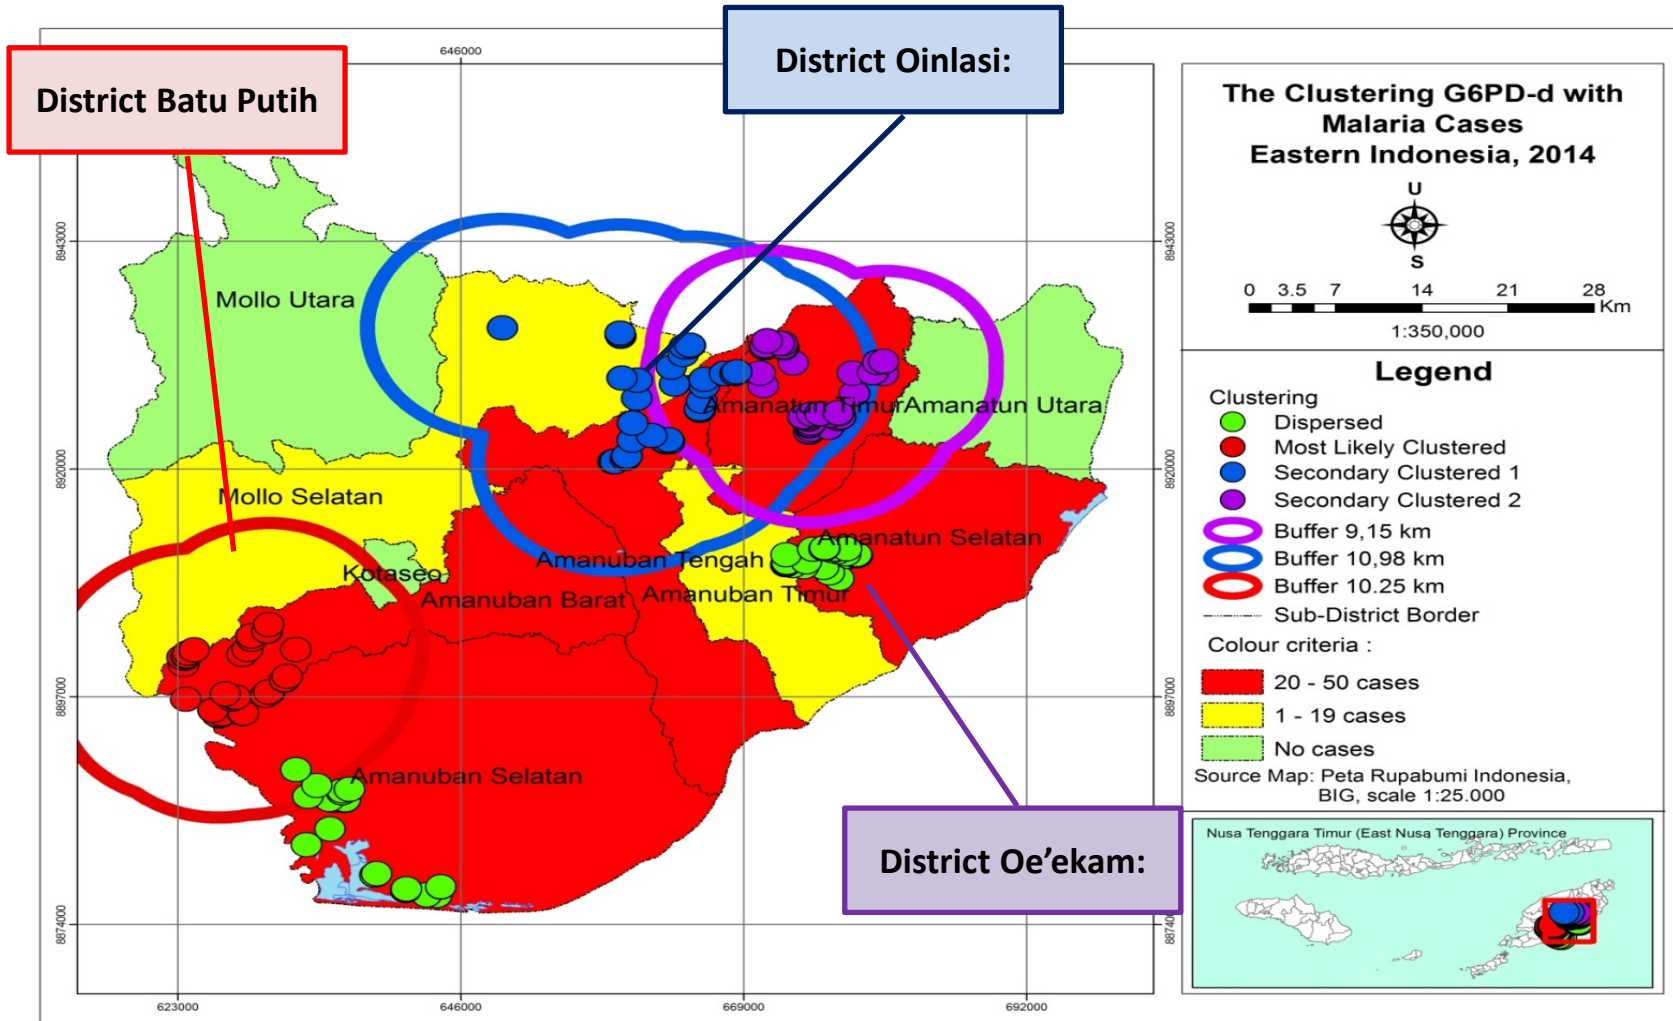 District Batu Putih
District Oinlasi:
646000
8943000
8943000
Mollo Utara
Amanatun Timur
Amanatun Utara
8920000
8920000
Mollo Selatan
Amanatun Selatan
Amanuban Tengah
Kotaseo
Amanuban Barat
Amanuban Timur
8897000
8897000
Amanuban Selatan
District Oe’ekam:
8874000
88740
623000
646000
669000
692000
The Clustering G6PD-d with
Malaria Cases
Eastern Indonesia, 2014
U
S
0 3.5 7 14 21 28
Km
1:350,000
Legend
Clustering
Dispersed
Most Likely Clustered
Secondary Clustered 1
Secondary Clustered 2
Buffer 9,15 km
Buffer 10,98 km
Buffer 10.25 km
Sub-District Border
Colour criteria :
20 - 50 cases
1 - 19 cases
No cases
Source Map: Peta Rupabumi Indonesia,
BIG, scale 1:25.000
Nusa Tenggara Timur (East Nusa Tenggara) Province